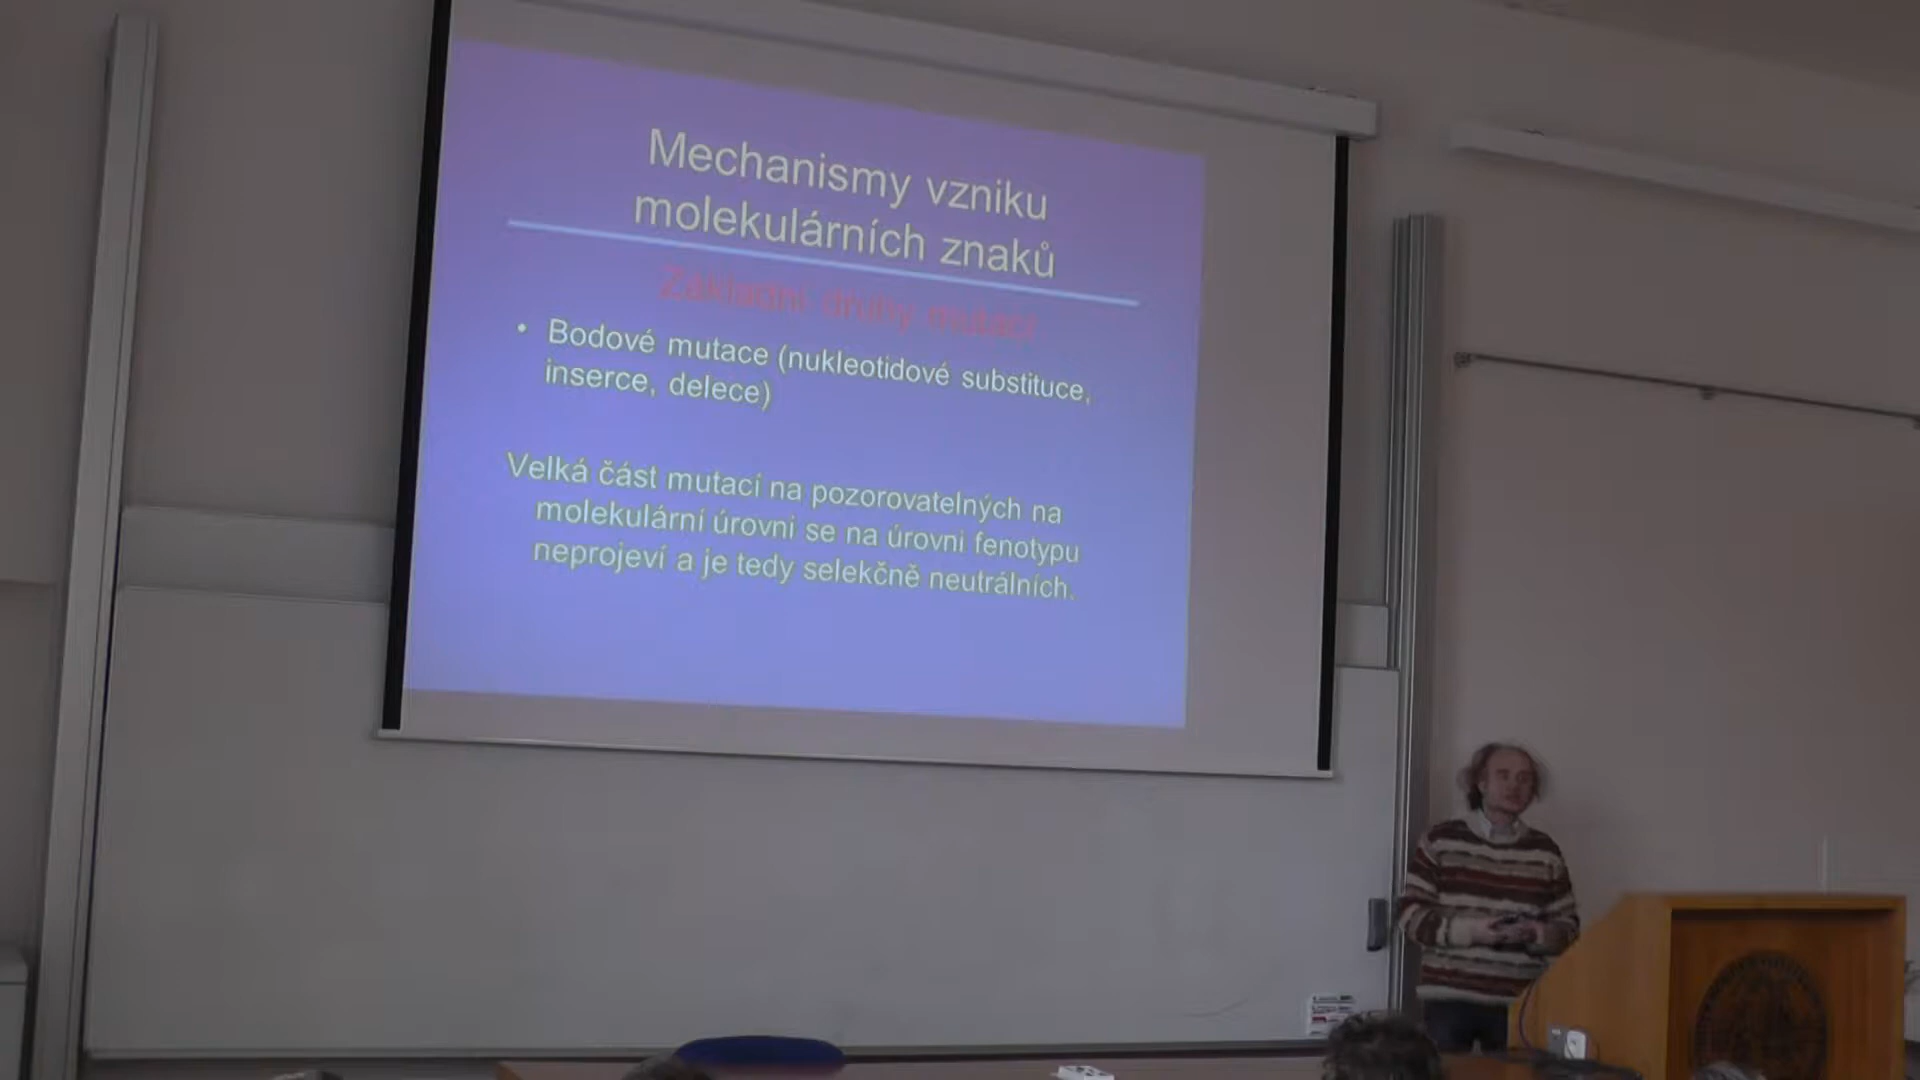 Mechanismy vzniku
molekulárních znaků
Základní druhy mutací
• Bodové mutace (nukleotidové substituce,
inserce, delece)
Velká část mutací na pozorovatelných na
molekulární úrovni se na úrovni fenotypu
neprojeví a je tedy selekčně neutrálních.